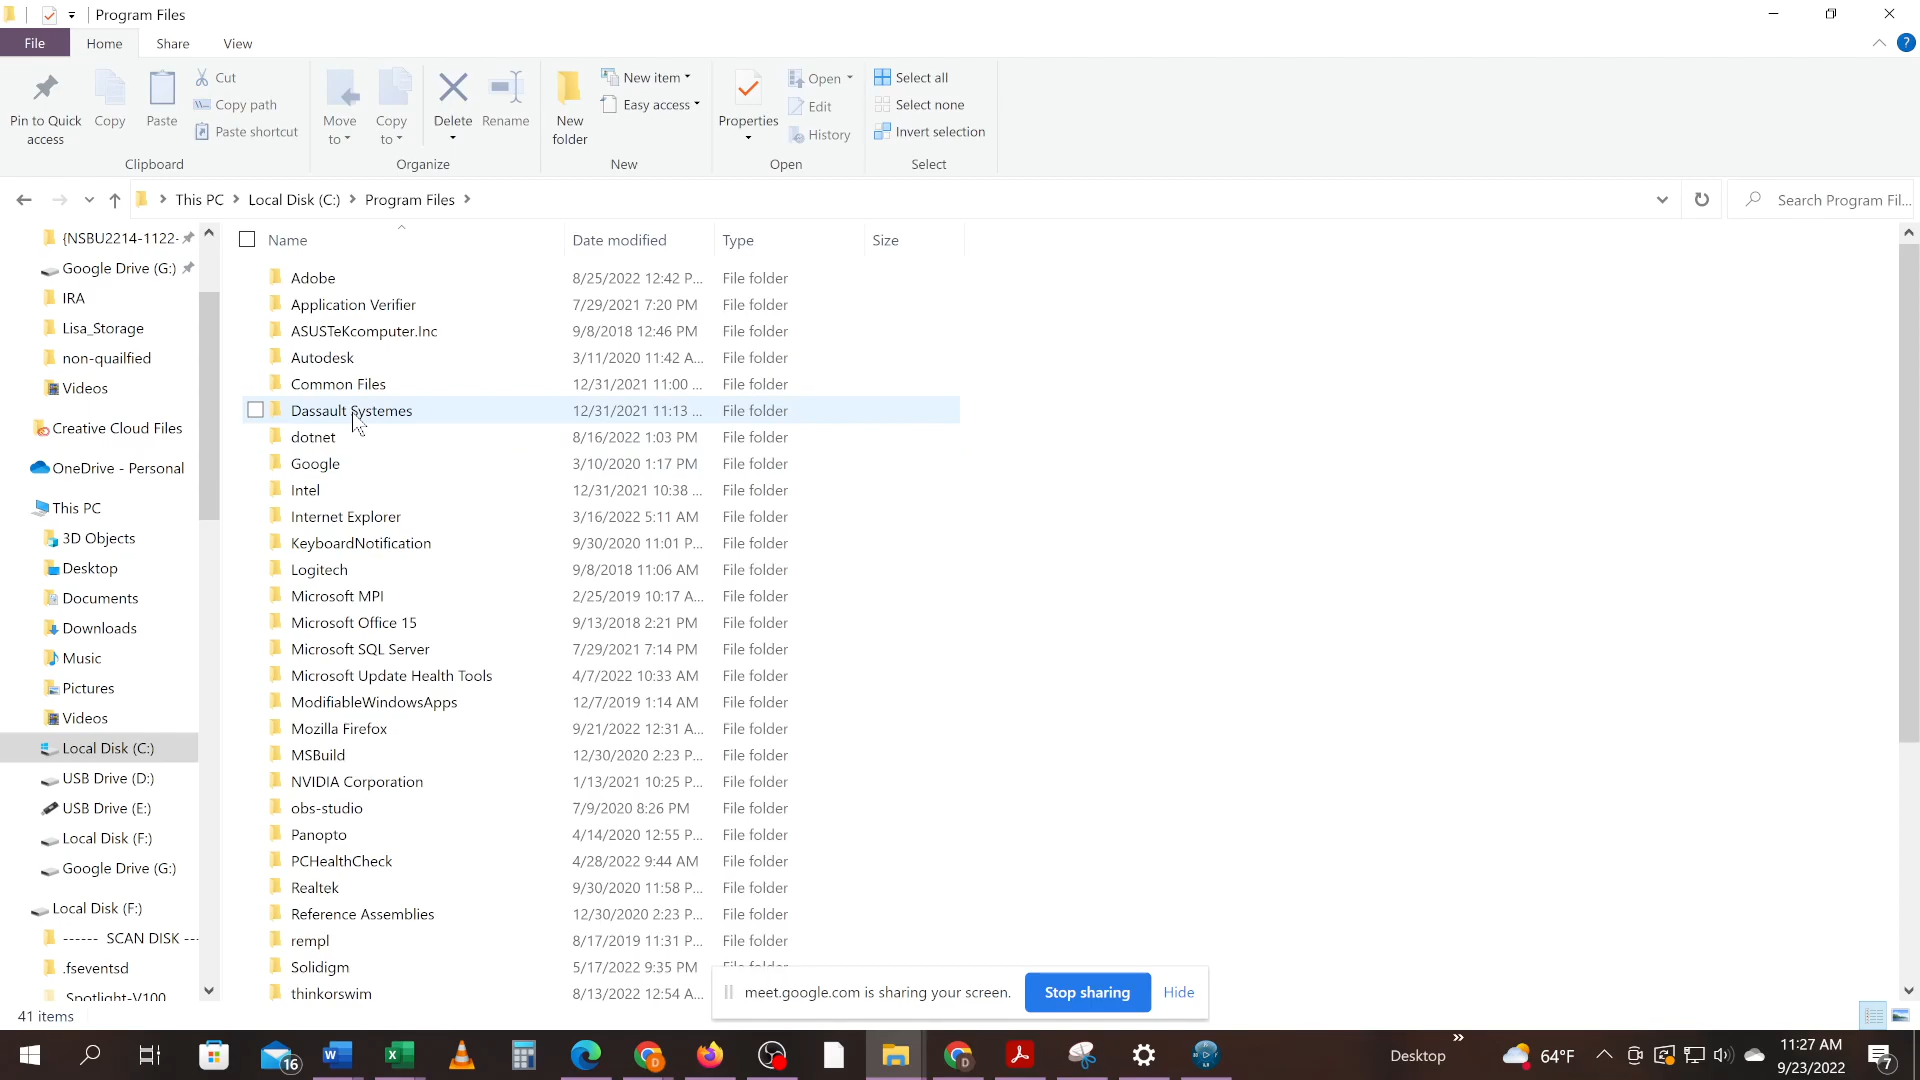 Program Files
File Home Share View
Pin to Quick access
Copy
Paste
Cut
Copy path
Paste shortcut
Clipboard
Move to
Copy to
Delete
Rename
Organize
New folder
New item
Easy access
New
Properties
Open
Edit
History
Open
Select all
Select none
Invert selection
Select
This PC Local Disk (C:) Program Files
Search Program Fil...
{NSBU2214-1122-
Google Drive (G:)
IRA
Lisa_Storage
non-quailfied
Videos
Creative Cloud Files
OneDrive - Personal
This PC
3D Objects
Desktop
Documents
Downloads
Music
Pictures
Videos
Local Disk (C:)
USB Drive (D:)
USB Drive (E:)
Local Disk (F:)
Google Drive (G:)
Local Disk (F:)
------ SCAN DISK ---
.fseventsd
.Spotlight-V100
Name Date modified Type Size
Adobe 8/25/2022 12:42 P... File folder
Application Verifier 7/29/2021 7:20 PM File folder
ASUSTeKcomputer.Inc 9/8/2018 12:46 PM File folder
Autodesk 3/11/2020 11:42 A... File folder
Common Files 12/31/2021 11:00 ... File folder
Dassault Systemes 12/31/2021 11:13 ... File folder
dotnet 8/16/2022 1:03 PM File folder
Google 3/10/2020 1:17 PM File folder
Intel 12/31/2021 10:38 ... File folder
Internet Explorer 3/16/2022 5:11 AM File folder
KeyboardNotification 9/30/2020 11:01 P... File folder
Logitech 9/8/2018 11:06 AM File folder
Microsoft MPI 2/25/2019 10:17 A... File folder
Microsoft Office 15 9/13/2018 2:21 PM File folder
Microsoft SQL Server 7/29/2021 7:14 PM File folder
Microsoft Update Health Tools 4/7/2022 10:33 AM File folder
ModifiableWindowsApps 12/7/2019 1:14 AM File folder
Mozilla Firefox 9/21/2022 12:31 A... File folder
MSBuild 12/30/2020 2:23 P... File folder
NVIDIA Corporation 1/13/2021 10:25 P... File folder
obs-studio 7/9/2020 8:26 PM File folder
Panopto 4/14/2020 12:55 P... File folder
PCHealthCheck 4/28/2022 9:44 AM File folder
Realtek 9/30/2020 11:58 P... File folder
Reference Assemblies 12/30/2020 2:23 P... File folder
rempl 8/17/2019 11:31 P... File folder
Solidigm 5/17/2022 9:35 PM File folder
thinkorswim 8/13/2022 12:54 A...
meet.google.com is sharing your screen. Stop sharing Hide
41 items
16
Desktop
64°F
11:27 AM
9/23/2022
7